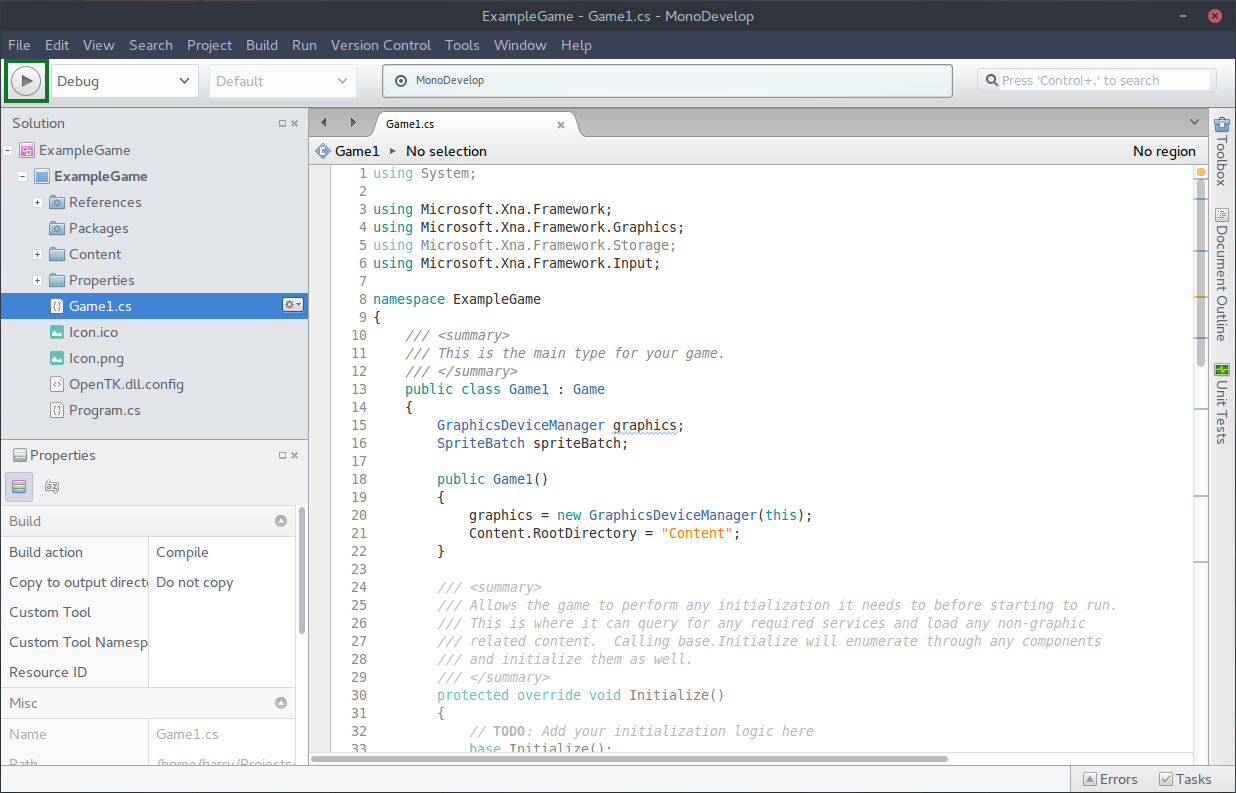 ExampleGame - Game1.cs - MonoDevelop
File Edit View Search Project Build Run Version Control Tools Window Help
Debug
Default
MonoDevelop
Press 'Control+,' to search
Solution
ExampleGame
ExampleGame
References
Packages
Content
Properties
Game1.cs
Icon.ico
Icon.png
OpenTK.dll.config
Program.cs
Properties
Build
Build action Compile
Copy to output directo Do not copy
Custom Tool
Custom Tool Namesp
Resource ID
Misc
Name Game1.cs
Path /home/harry/Projects/
Game1.cs
Game1 No selection No region
1 using System;
2
3 using Microsoft.Xna.Framework;
4 using Microsoft.Xna.Framework.Graphics;
5 using Microsoft.Xna.Framework.Storage;
6 using Microsoft.Xna.Framework.Input;
7
8 namespace ExampleGame
9 {
10 /// <summary>
11 /// This is the main type for your game.
12 /// </summary>
13 public class Game1 : Game
14 {
15 GraphicsDeviceManager graphics;
16 SpriteBatch spriteBatch;
17
18 public Game1()
19 {
20 graphics = new GraphicsDeviceManager(this);
21 Content.RootDirectory = "Content";
22 }
23
24 /// <summary>
25 /// Allows the game to perform any initialization it needs to before starting to run.
26 /// This is where it can query for any required services and load any non-graphic
27 /// related content.  Calling base.Initialize will enumerate through any components
28 /// and initialize them as well.
29 /// </summary>
30 protected override void Initialize()
31 {
32 // TODO: Add your initialization logic here
33 base.Initialize();
Toolbox
Document Outline
Unit Tests
Errors
Tasks